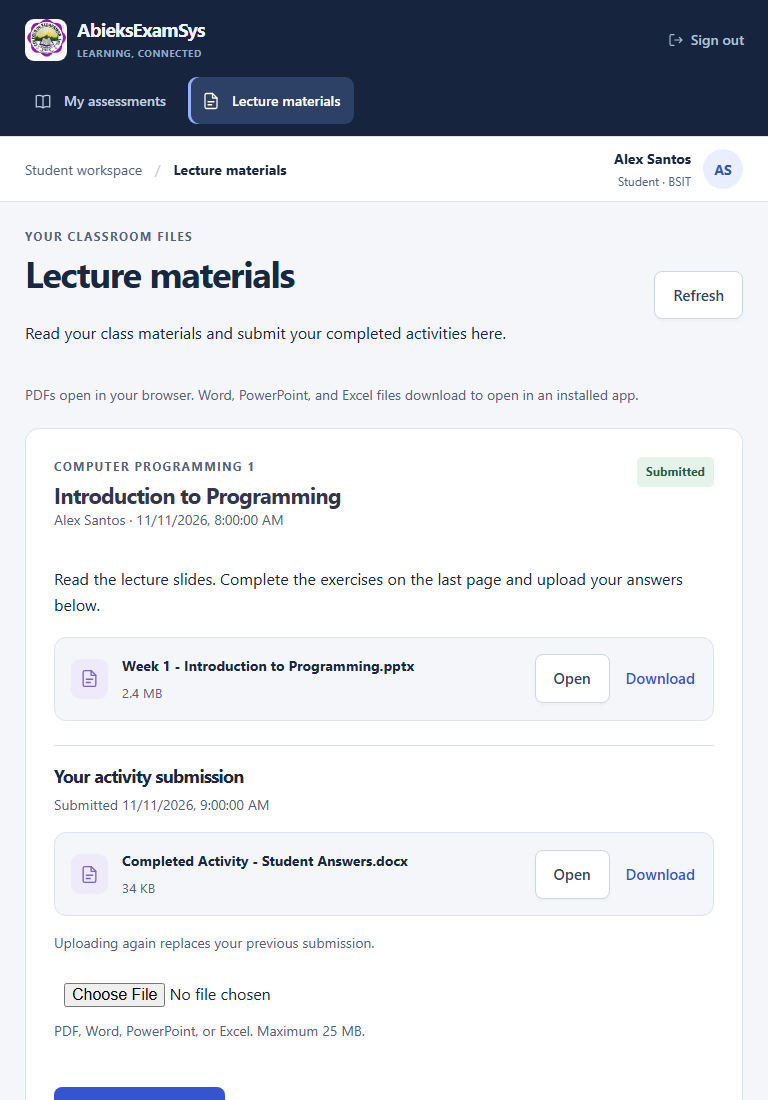 AbieksExamSys
LEARNING, CONNECTED
Sign out
My assessments
Lecture materials
Student workspace / Lecture materials
Alex Santos
Student · BSIT
AS
YOUR CLASSROOM FILES
Lecture materials
Refresh
Read your class materials and submit your completed activities here.
PDFs open in your browser. Word, PowerPoint, and Excel files download to open in an installed app.
COMPUTER PROGRAMMING 1
Submitted
Introduction to Programming
Alex Santos · 11/11/2026, 8:00:00 AM
Read the lecture slides. Complete the exercises on the last page and upload your answers
below.
Week 1 - Introduction to Programming.pptx
2.4 MB
Open
Download
Your activity submission
Submitted 11/11/2026, 9:00:00 AM
Completed Activity - Student Answers.docx
34 KB
Open
Download
Uploading again replaces your previous submission.
Choose File No file chosen
PDF, Word, PowerPoint, or Excel. Maximum 25 MB.